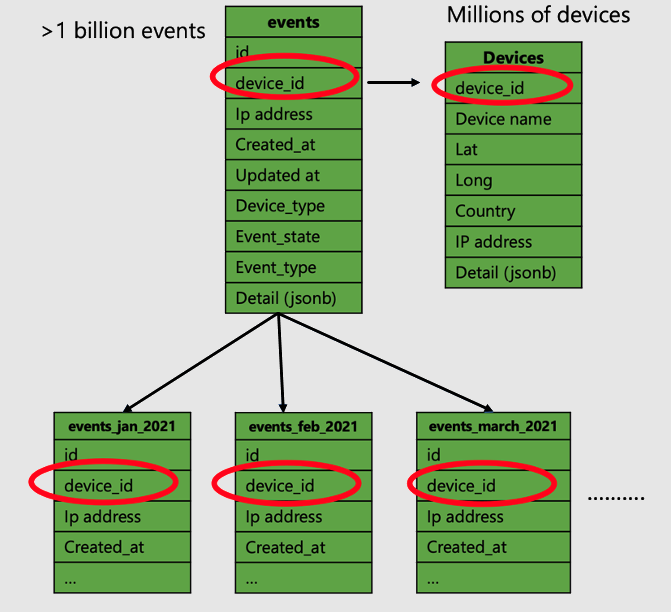 >1 billion events
Millions of devices
events
id
device_id
Ip address
Created_at
Updated at
Device_type
Event_state
Event_type
Detail (jsonb)
Devices
device_id
Device name
Lat
Long
Country
IP address
Detail (jsonb)
events_jan_2021
id
device_id
Ip address
Created_at
...
events_feb_2021
id
device_id
Ip address
Created_at
...
events_march_2021
id
device_id
Ip address
Created_at
...
..........